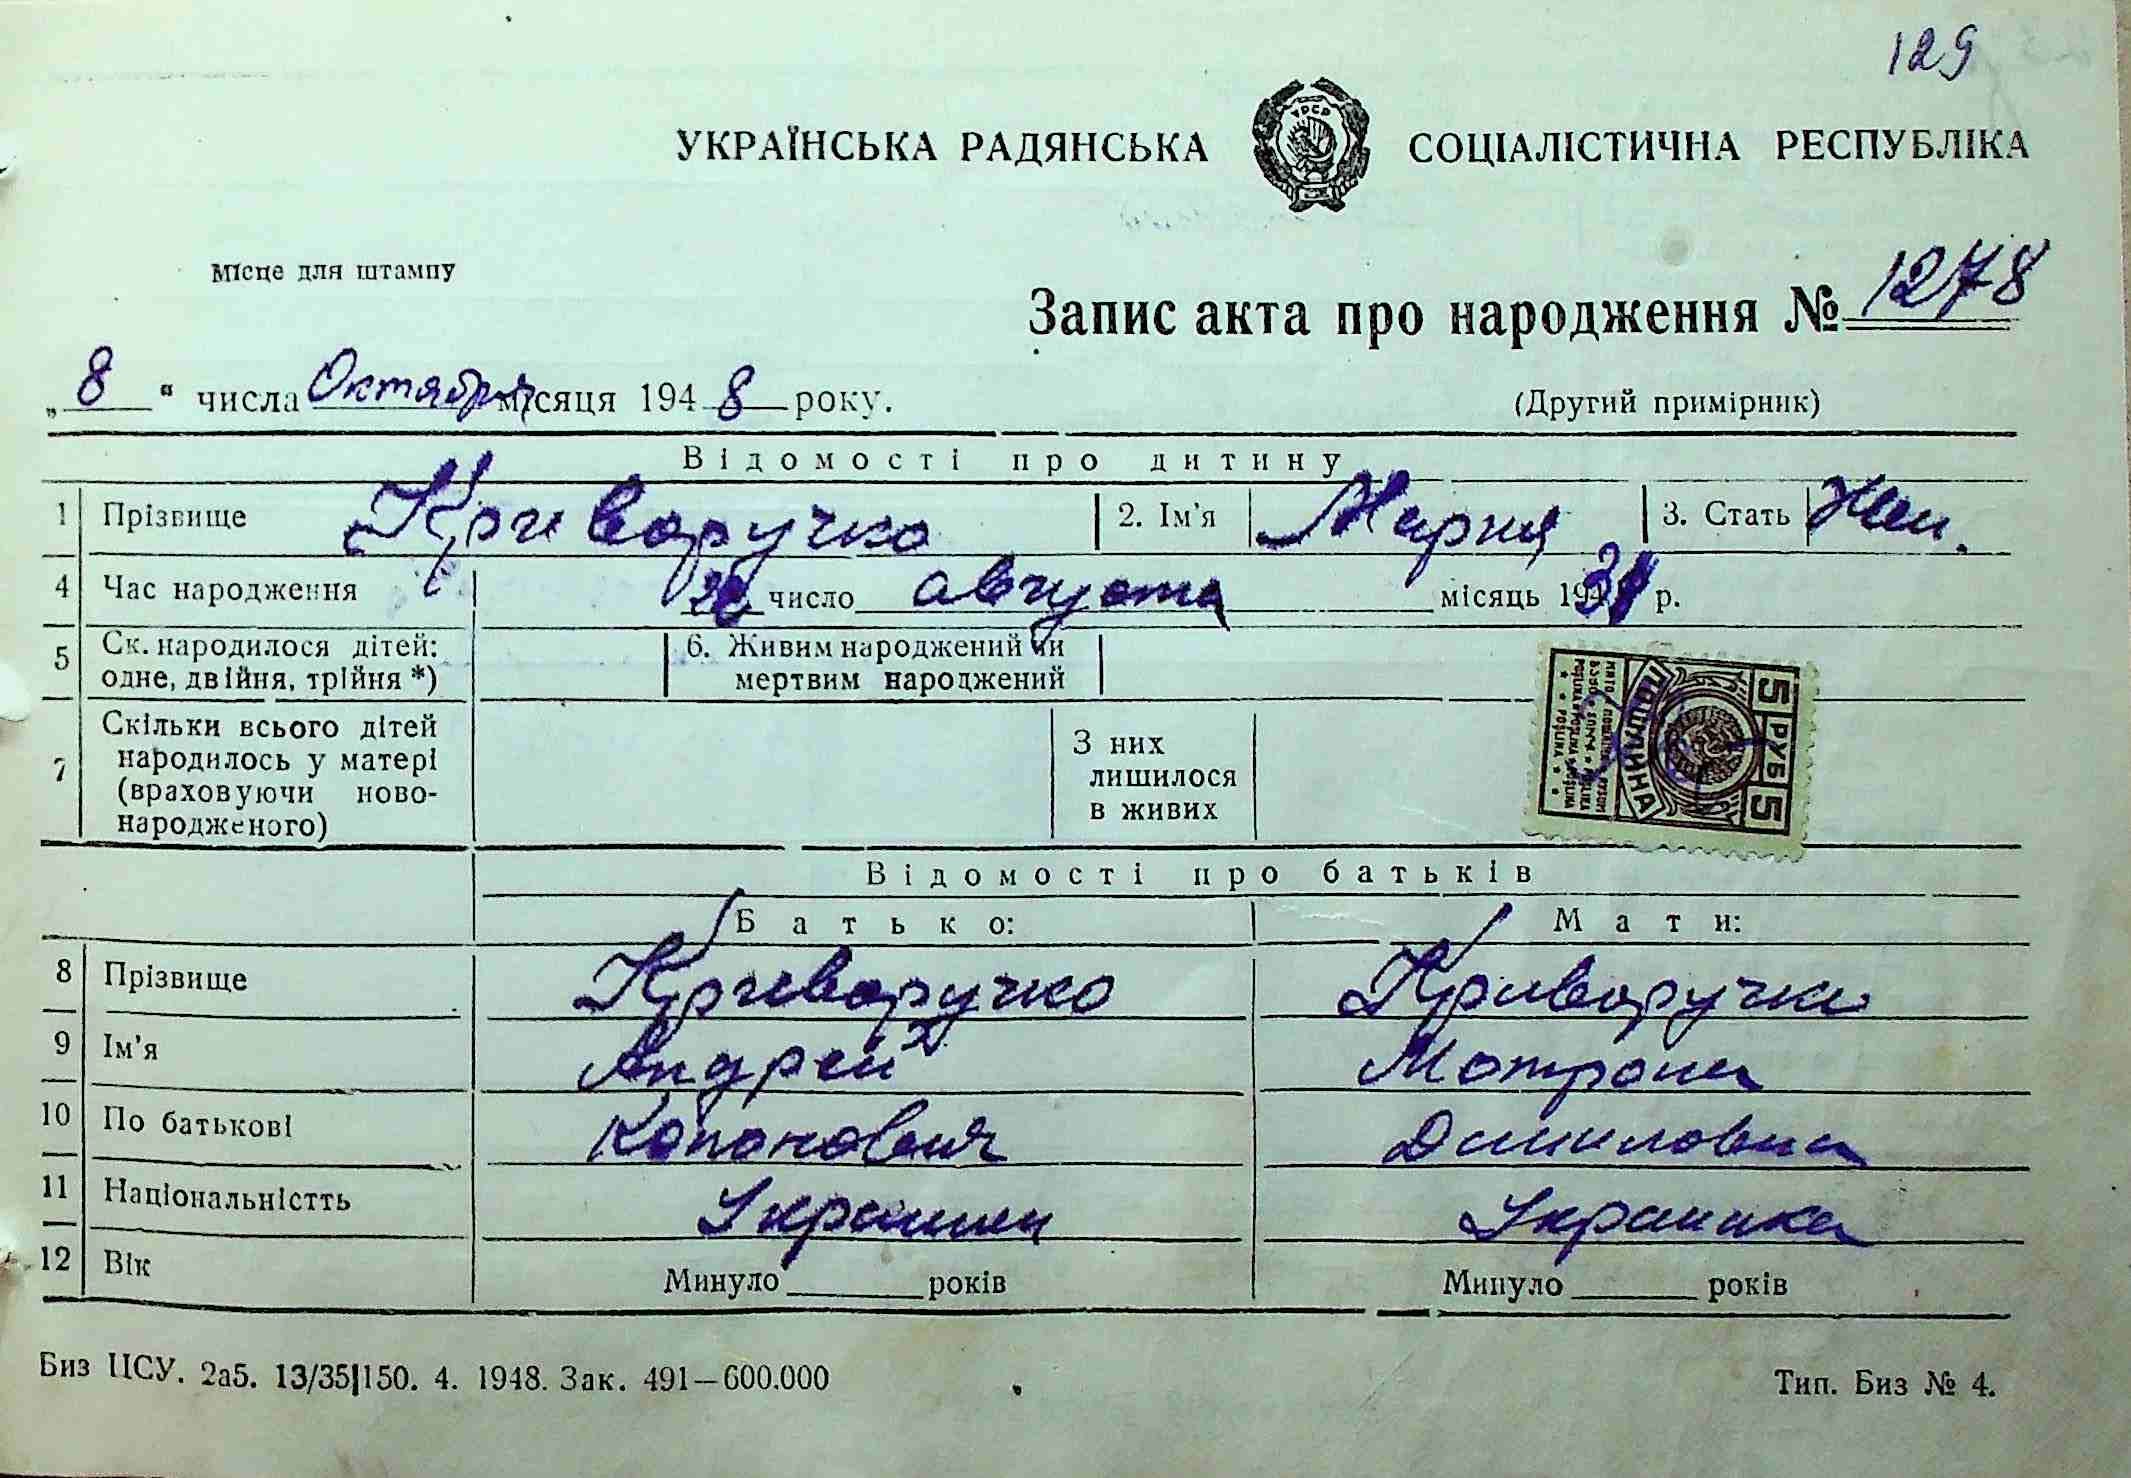 129
УКРАЇНСЬКА РАДЯНСЬКА СОЦІАЛІСТИЧНА РЕСПУБЛІКА
УРСР
Місце для штампу
Запис акта про народження № 1278
„8“ числа Октября місяця 1948 року.
(Другий примірник)
Відомості про дитину
1 Прізвище Криворучко 2. Ім'я Мария 3. Стать Жен.
4 Час народження число августа місяць 19 р.
5 Ск. народилося дітей: одне, двійня, трійня *) 6. Живим народжений чи мертвим народжений
7 Скільки всього дітей народилось у матері (враховуючи новонародженого) З них лишилося в живих
5 РУБ 5
ПОШЛИНА
Відомості про батьків
Батько: Мати:
8 Прізвище Криворучко Криворучко
9 Ім'я Андрей Мотрона
10 По батькові Кононович Даниловна
11 Національністть Украинец Украинка
12 Вік Минуло років Минуло років
Биз ЦСУ. 2а5. 13/35|150. 4. 1948. Зак. 491—600.000
Тип. Биз № 4.